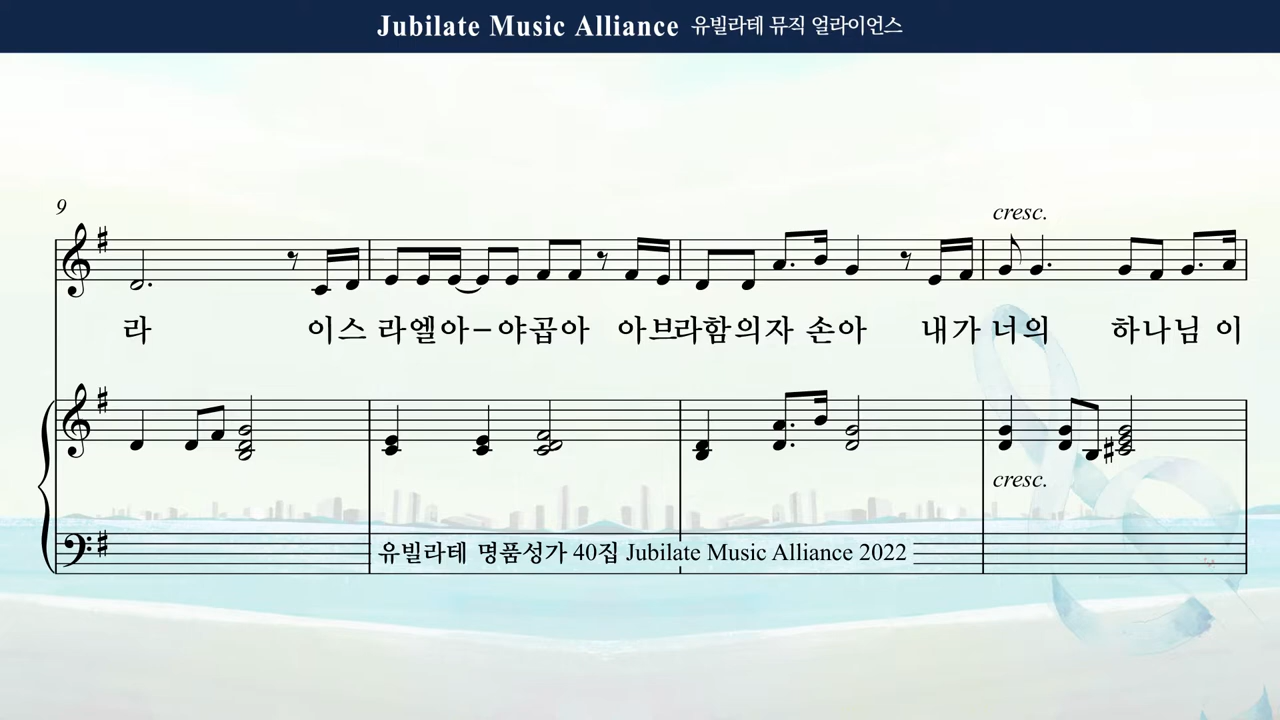 Jubilate Music Alliance 유빌라테 뮤직 얼라이언스
9
cresc.
라 이스 라엘아-야곱아 아브라함의자 손아 내가 너의 하나님 이
cresc.
유빌라테 명품성가 40집 Jubilate Music Alliance 2022